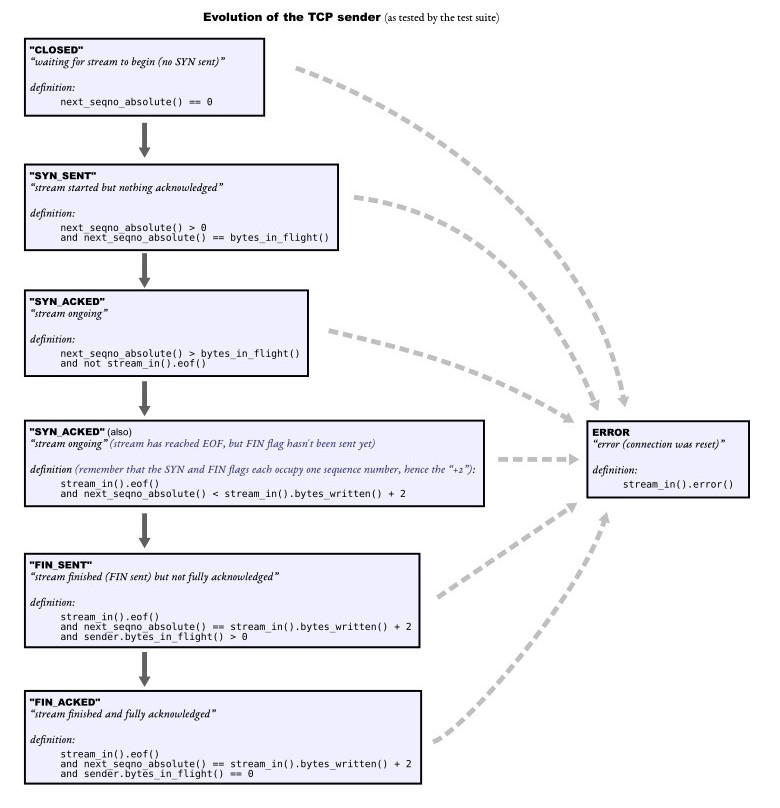 Evolution of the TCP sender (as tested by the test suite)
"CLOSED"
“waiting for stream to begin (no SYN sent)”
definition:
next_seqno_absolute() == 0
"SYN_SENT"
“stream started but nothing acknowledged”
definition:
next_seqno_absolute() > 0
and next_seqno_absolute() == bytes_in_flight()
"SYN_ACKED"
“stream ongoing”
definition:
next_seqno_absolute() > bytes_in_flight()
and not stream_in().eof()
"SYN_ACKED" (also)
“stream ongoing” (stream has reached EOF, but FIN flag hasn't been sent yet)
definition (remember that the SYN and FIN flags each occupy one sequence number, hence the “+2”):
stream_in().eof()
and next_seqno_absolute() < stream_in().bytes_written() + 2
ERROR
“error (connection was reset)”
definition:
stream_in().error()
"FIN_SENT"
“stream finished (FIN sent) but not fully acknowledged”
definition:
stream_in().eof()
and next_seqno_absolute() == stream_in().bytes_written() + 2
and sender.bytes_in_flight() > 0
"FIN_ACKED"
“stream finished and fully acknowledged”
definition:
stream_in().eof()
and next_seqno_absolute() == stream_in().bytes_written() + 2
and sender.bytes_in_flight() == 0